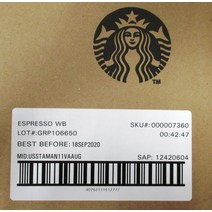 ESPRESSO WB
SKU#: 000007360
LOT#:GRP106650
00:42:47
BEST BEFORE: 18SEP2020
MID:USSTAMAN11VAAUG
SAP: 12420604